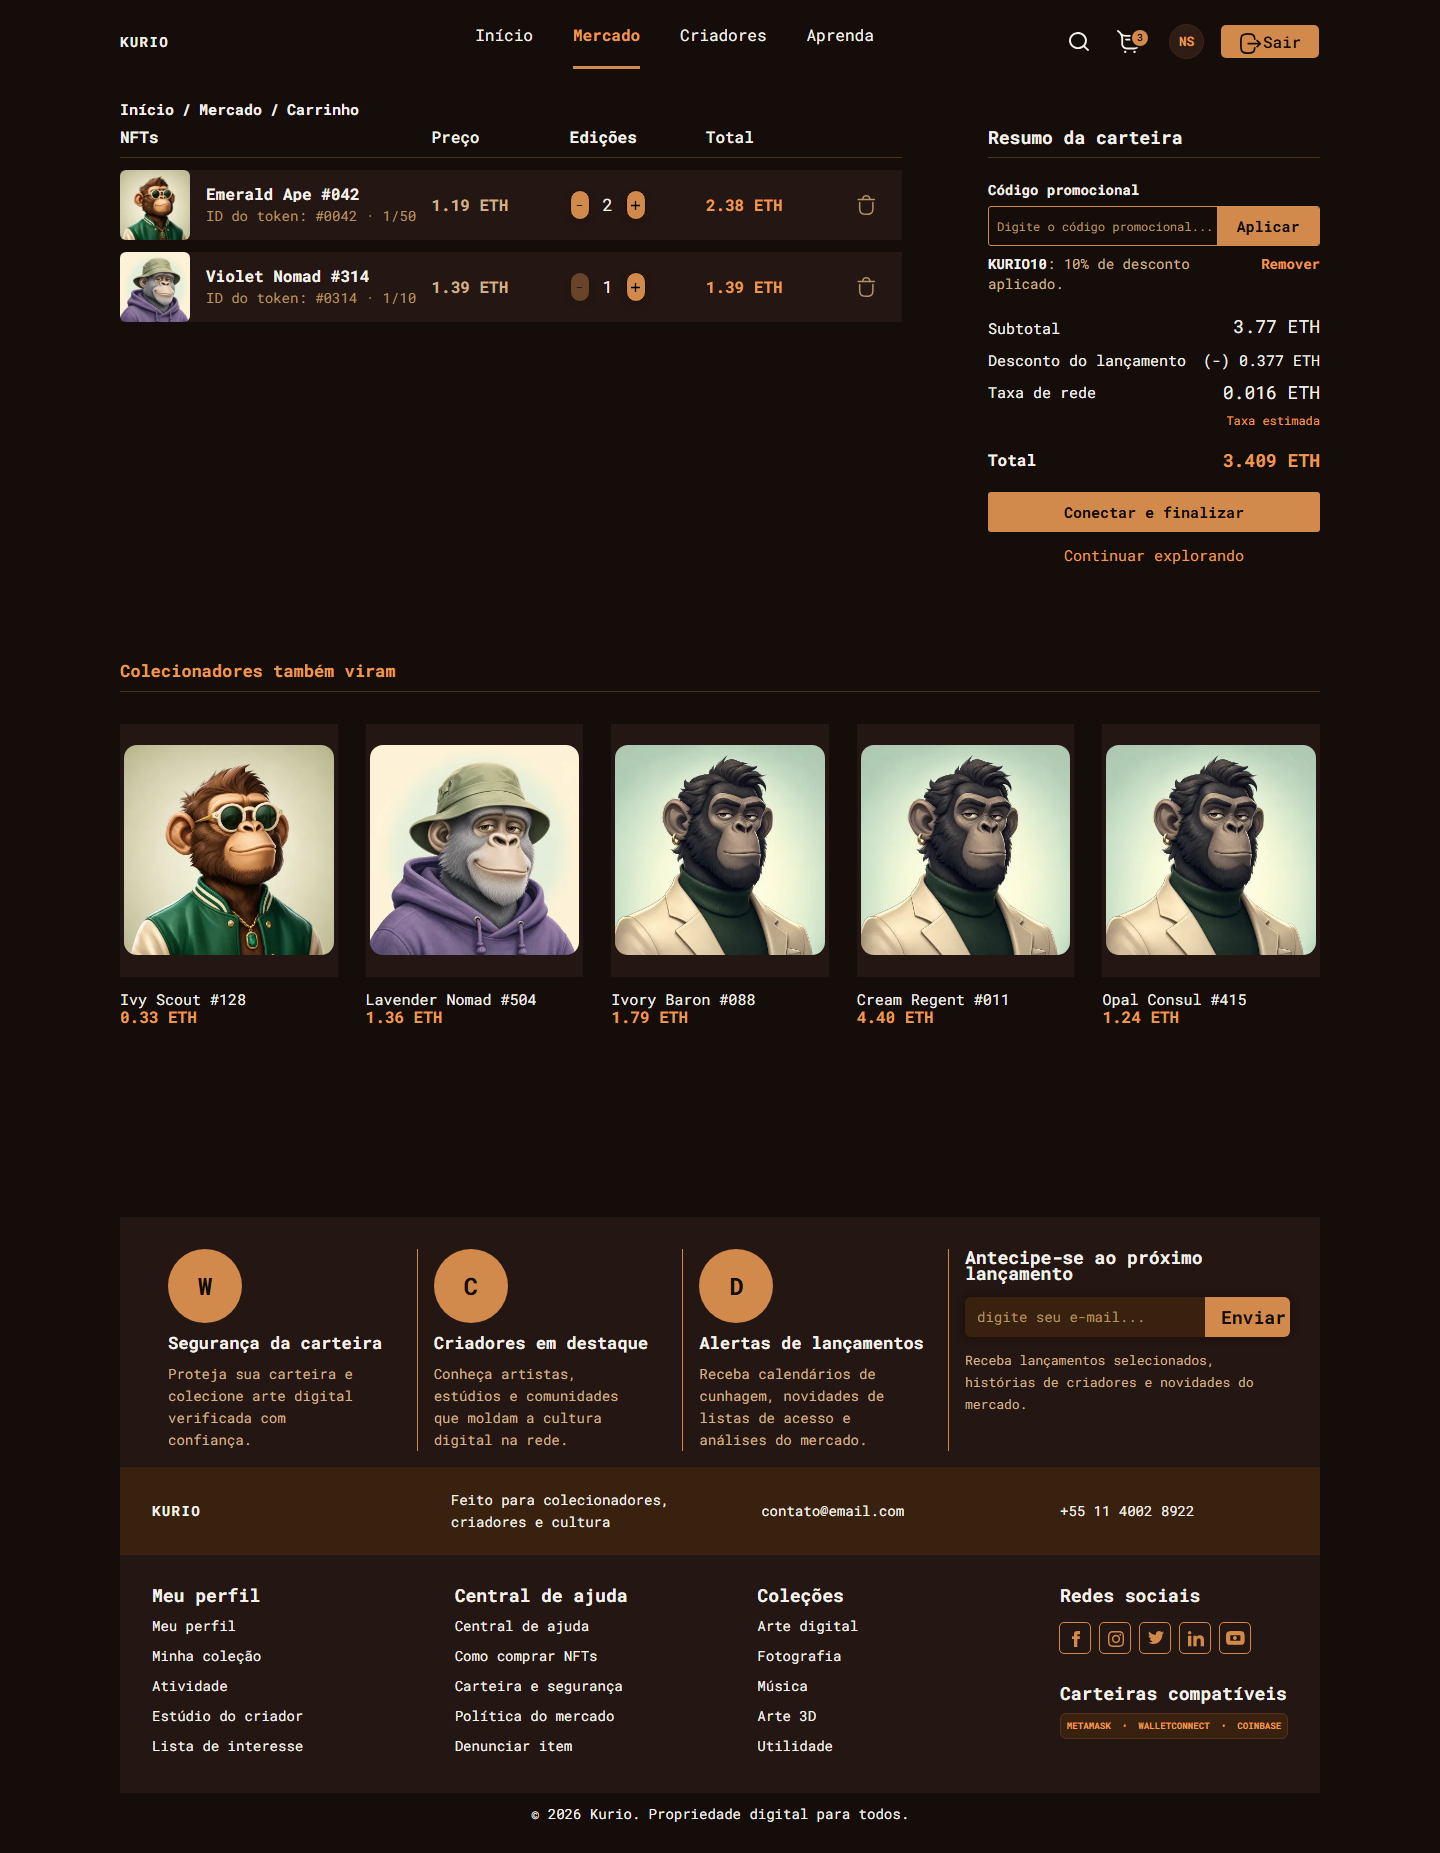 KURIO
Início
Mercado
Criadores
Aprenda
3
NS
Sair
Início / Mercado / Carrinho
NFTs
Preço
Edições
Total
Emerald Ape #042
ID do token: #0042 · 1/50
1.19 ETH
- 2 +
2.38 ETH
Violet Nomad #314
ID do token: #0314 · 1/10
1.39 ETH
- 1 +
1.39 ETH
Resumo da carteira
Código promocional
Digite o código promocional...
Aplicar
KURIO10: 10% de desconto
aplicado.
Remover
Subtotal
3.77 ETH
Desconto do lançamento
(-) 0.377 ETH
Taxa de rede
0.016 ETH
Taxa estimada
Total
3.409 ETH
Conectar e finalizar
Continuar explorando
Colecionadores também viram
Ivy Scout #128
0.33 ETH
Lavender Nomad #504
1.36 ETH
Ivory Baron #088
1.79 ETH
Cream Regent #011
4.40 ETH
Opal Consul #415
1.24 ETH
W
Segurança da carteira
Proteja sua carteira e
colecione arte digital
verificada com
confiança.
C
Criadores em destaque
Conheça artistas,
estúdios e comunidades
que moldam a cultura
digital na rede.
D
Alertas de lançamentos
Receba calendários de
cunhagem, novidades de
listas de acesso e
análises do mercado.
Antecipe-se ao próximo
lançamento
digite seu e-mail...
Enviar
Receba lançamentos selecionados,
histórias de criadores e novidades do
mercado.
KURIO
Feito para colecionadores,
criadores e cultura
contato@email.com
+55 11 4002 8922
Meu perfil
Meu perfil
Minha coleção
Atividade
Estúdio do criador
Lista de interesse
Central de ajuda
Central de ajuda
Como comprar NFTs
Carteira e segurança
Política do mercado
Denunciar item
Coleções
Arte digital
Fotografia
Música
Arte 3D
Utilidade
Redes sociais
Carteiras compatíveis
METAMASK · WALLETCONNECT · COINBASE
© 2026 Kurio. Propriedade digital para todos.